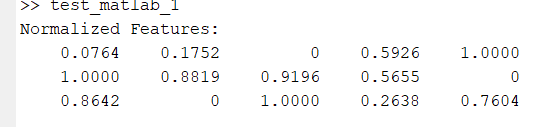 >> test_matlab_1
Normalized Features:
0.0764 0.1752 0 0.5926 1.0000
1.0000 0.8819 0.9196 0.5655 0
0.8642 0 1.0000 0.2638 0.7604